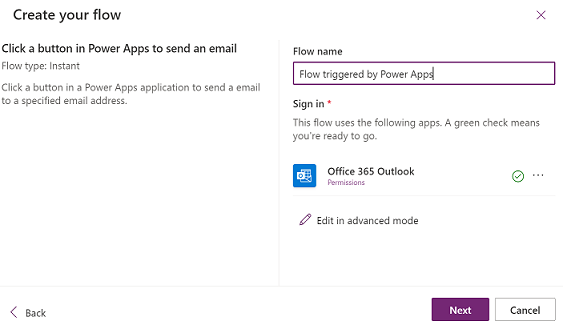 Create your flow
Click a button in Power Apps to send an email
Flow type: Instant
Click a button in a Power Apps application to send a email
to a specified email address.
Flow name
Flow triggered by Power Apps
Sign in *
This flow uses the following apps. A green check means
you're ready to go.
Office 365 Outlook
Permissions
Edit in advanced mode
Back
Next
Cancel